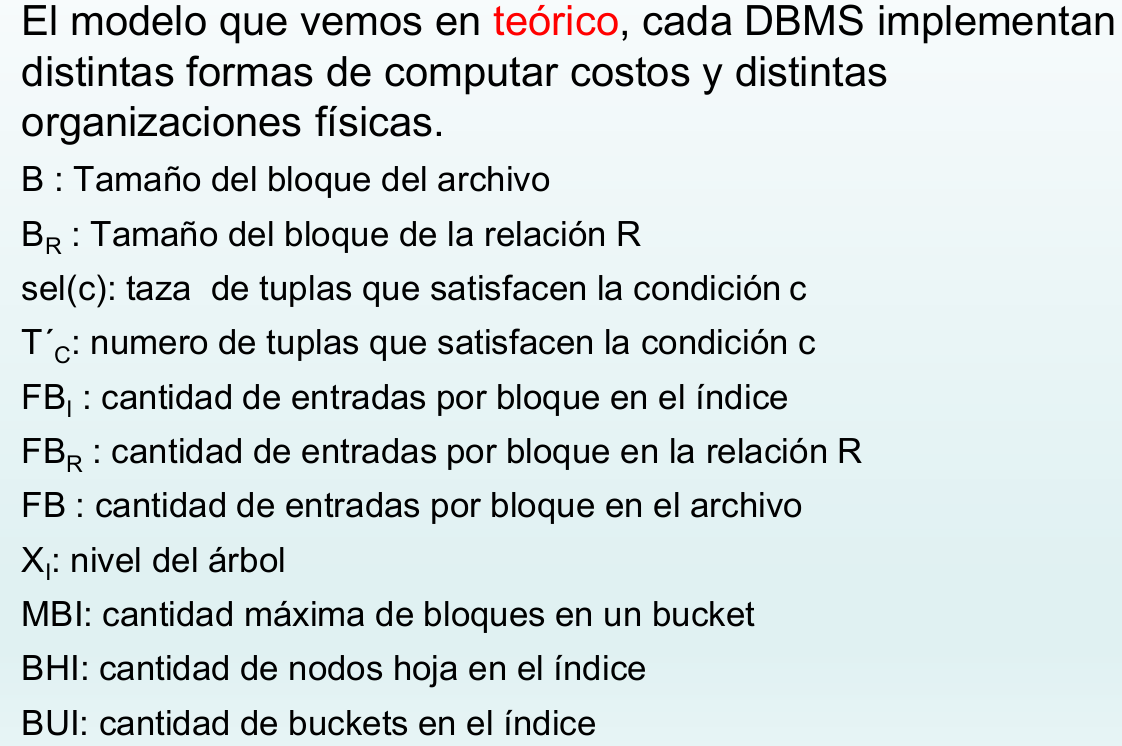 El modelo que vemos en teórico, cada DBMS implementan
distintas formas de computar costos y distintas
organizaciones físicas.
B : Tamaño del bloque del archivo
B_R : Tamaño del bloque de la relación R
sel(c): taza  de tuplas que satisfacen la condición c
T´_C: numero de tuplas que satisfacen la condición c
FB_I : cantidad de entradas por bloque en el índice
FB_R : cantidad de entradas por bloque en la relación R
FB : cantidad de entradas por bloque en el archivo
X_I: nivel del árbol
MBI: cantidad máxima de bloques en un bucket
BHI: cantidad de nodos hoja en el índice
BUI: cantidad de buckets en el índice